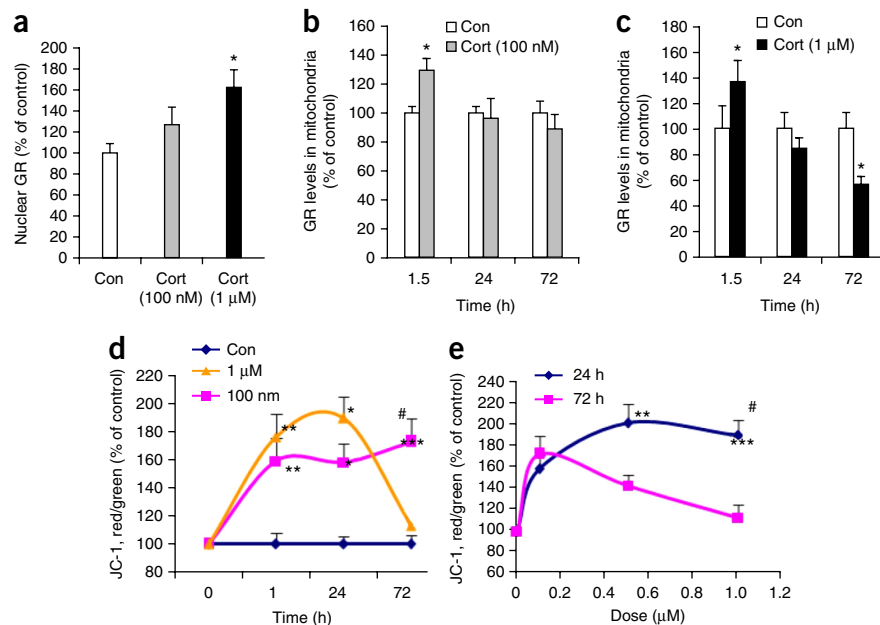 a
Nuclear GR (% of control)
200
180
160
140
120
100
80
60
40
20
0
*
Con
Cort
(100 nM)
Cort
(1 μM)
b
Con
Cort (100 nM)
GR levels in mitochondria
(% of control)
160
140
120
100
80
60
40
20
0
*
1.5 24 72
Time (h)
c
Con
Cort (1 μM)
GR levels in mitochondria
(% of control)
180
160
140
120
100
80
60
40
20
0
*
*
1.5 24 72
Time (h)
d
Con
1 μM
100 nm
JC-1, red/green (% of control)
220
200
180
160
140
120
100
80
**
*
#
***
**
*
0 1 24 72
Time (h)
e
24 h
72 h
JC-1, red/green (% of control)
240
220
200
180
160
140
120
100
80
60
**
#
***
0 0.2 0.4 0.6 0.8 1.0 1.2
Dose (μM)